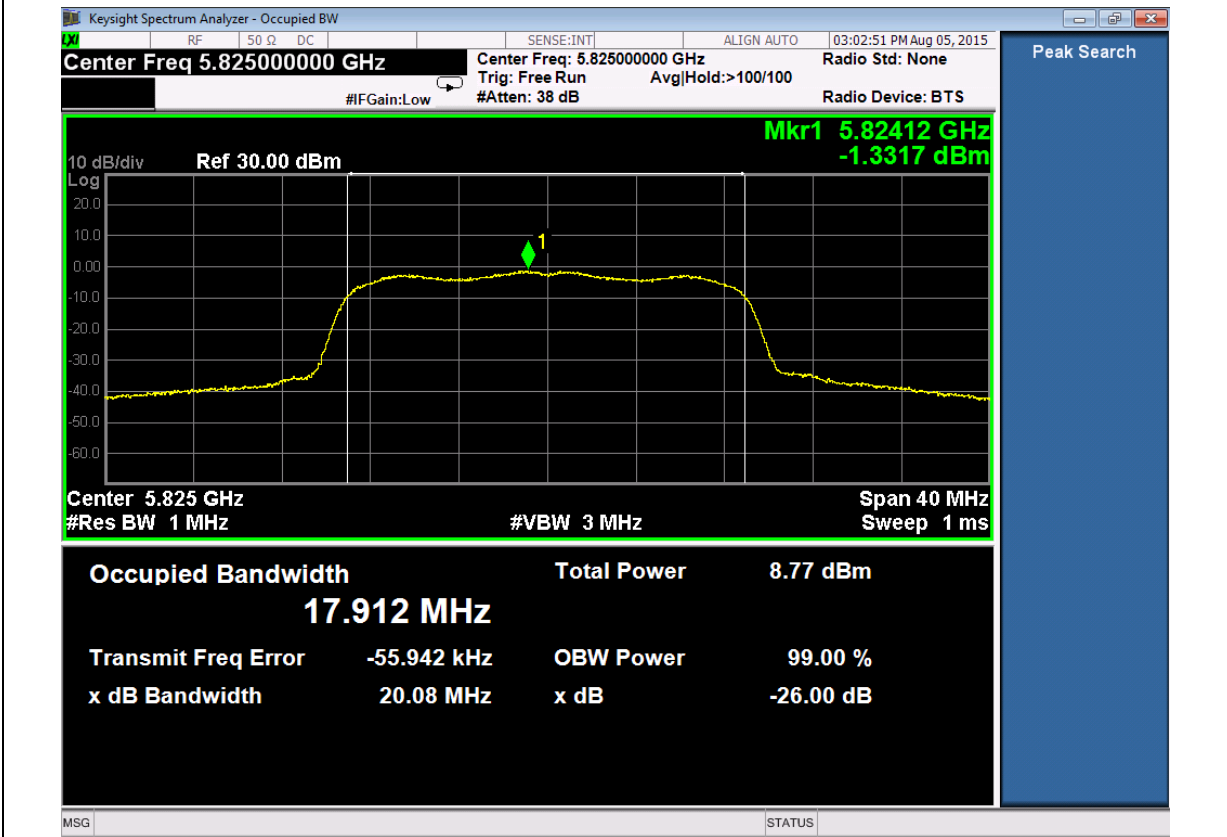 Keysight Spectrum Analyzer - Occupied BW
LXI RF 50 Ω DC SENSE:INT ALIGN AUTO 03:02:51 PM Aug 05, 2015
Center Freq 5.825000000 GHz
Center Freq: 5.825000000 GHz
Radio Std: None
Trig: Free Run Avg|Hold:>100/100
#IFGain:Low
#Atten: 38 dB
Radio Device: BTS
Peak Search
Mkr1 5.82412 GHz
-1.3317 dBm
10 dB/div Ref 30.00 dBm
Log
20.0
10.0
1
0.00
-10.0
-20.0
-30.0
-40.0
-50.0
-60.0
Center 5.825 GHz Span 40 MHz
#Res BW 1 MHz #VBW 3 MHz Sweep 1 ms
Occupied Bandwidth Total Power 8.77 dBm
17.912 MHz
Transmit Freq Error -55.942 kHz OBW Power 99.00 %
x dB Bandwidth 20.08 MHz x dB -26.00 dB
MSG STATUS